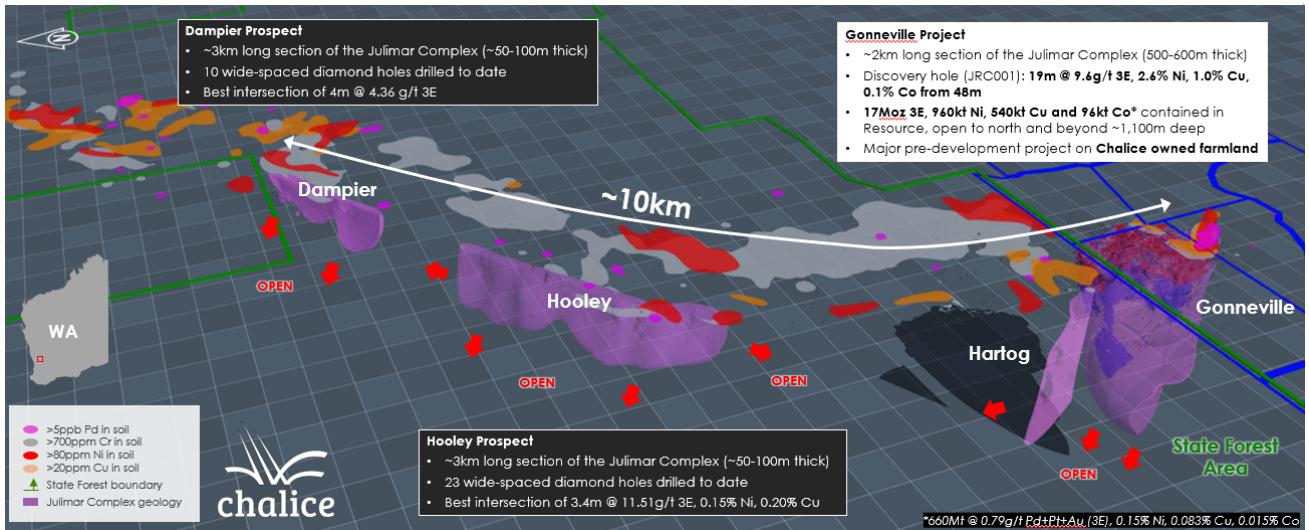 N
Dampier Prospect
• ~3km long section of the Julimar Complex (~50-100m thick)
• 10 wide-spaced diamond holes drilled to date
• Best intersection of 4m @ 4.36 g/t 3E
Gonneville Project
• ~2km long section of the Julimar Complex (500-600m thick)
• Discovery hole (JRC001): 19m @ 9.6g/t 3E, 2.6% Ni, 1.0% Cu,
0.1% Co from 48m
• 17Moz 3E, 960kt Ni, 540kt Cu and 96kt Co* contained in
Resource, open to north and beyond ~1,100m deep
• Major pre-development project on Chalice owned farmland
Dampier
~10km
OPEN
Hooley
Gonneville
WA
Hartog
OPEN
OPEN
>5ppb Pd in soil
>700ppm Cr in soil
>80ppm Ni in soil
>20ppm Cu in soil
State Forest boundary
Julimar Complex geology
chalice
Hooley Prospect
• ~3km long section of the Julimar Complex (~50-100m thick)
• 23 wide-spaced diamond holes drilled to date
• Best intersection of 3.4m @ 11.51g/t 3E, 0.15% Ni, 0.20% Cu
OPEN
State Forest
Area
*660Mt @ 0.79g/t Pd+Pt+Au (3E), 0.15% Ni, 0.083% Cu, 0.015% Co